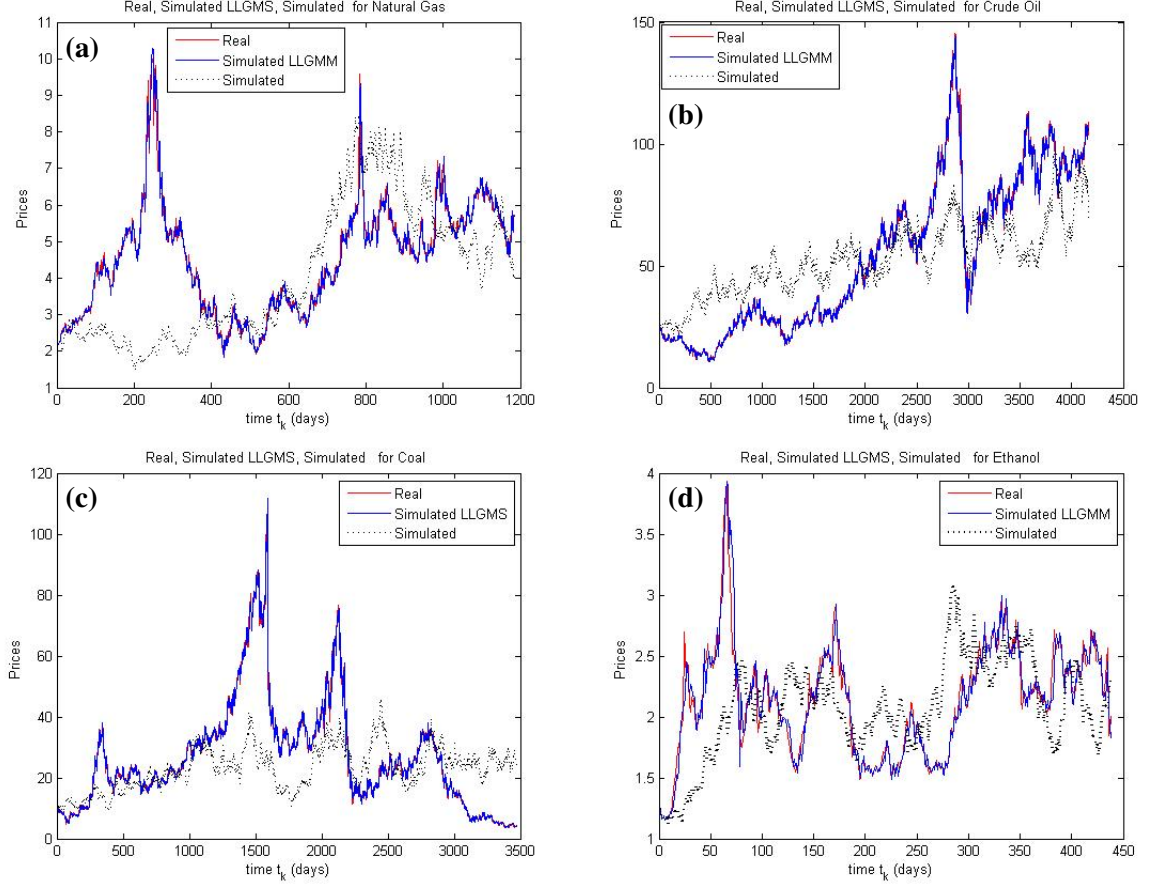 Real, Simulated LLGMS, Simulated for Natural Gas
(a)
Real
Simulated LLGMM
Simulated
Prices
11
10
9
8
7
6
5
4
3
2
1
0 200 400 600 800 1000 1200
time t_k (days)
Real, Simulated LLGMS, Simulated for Crude Oil
(b)
Real
Simulated LLGMM
Simulated
Prices
150
100
50
0
0 500 1000 1500 2000 2500 3000 3500 4000 4500
time t_k (days)
Real, Simulated LLGMS, Simulated for Coal
(c)
Real
Simulated LLGMS
Simulated
Prices
120
100
80
60
40
20
0
0 500 1000 1500 2000 2500 3000 3500
time t_k (days)
Real, Simulated LLGMS, Simulated for Ethanol
(d)
Real
Simulated LLGMM
Simulated
Prices
4
3.5
3
2.5
2
1.5
1
0 50 100 150 200 250 300 350 400 450
time t_k (days)